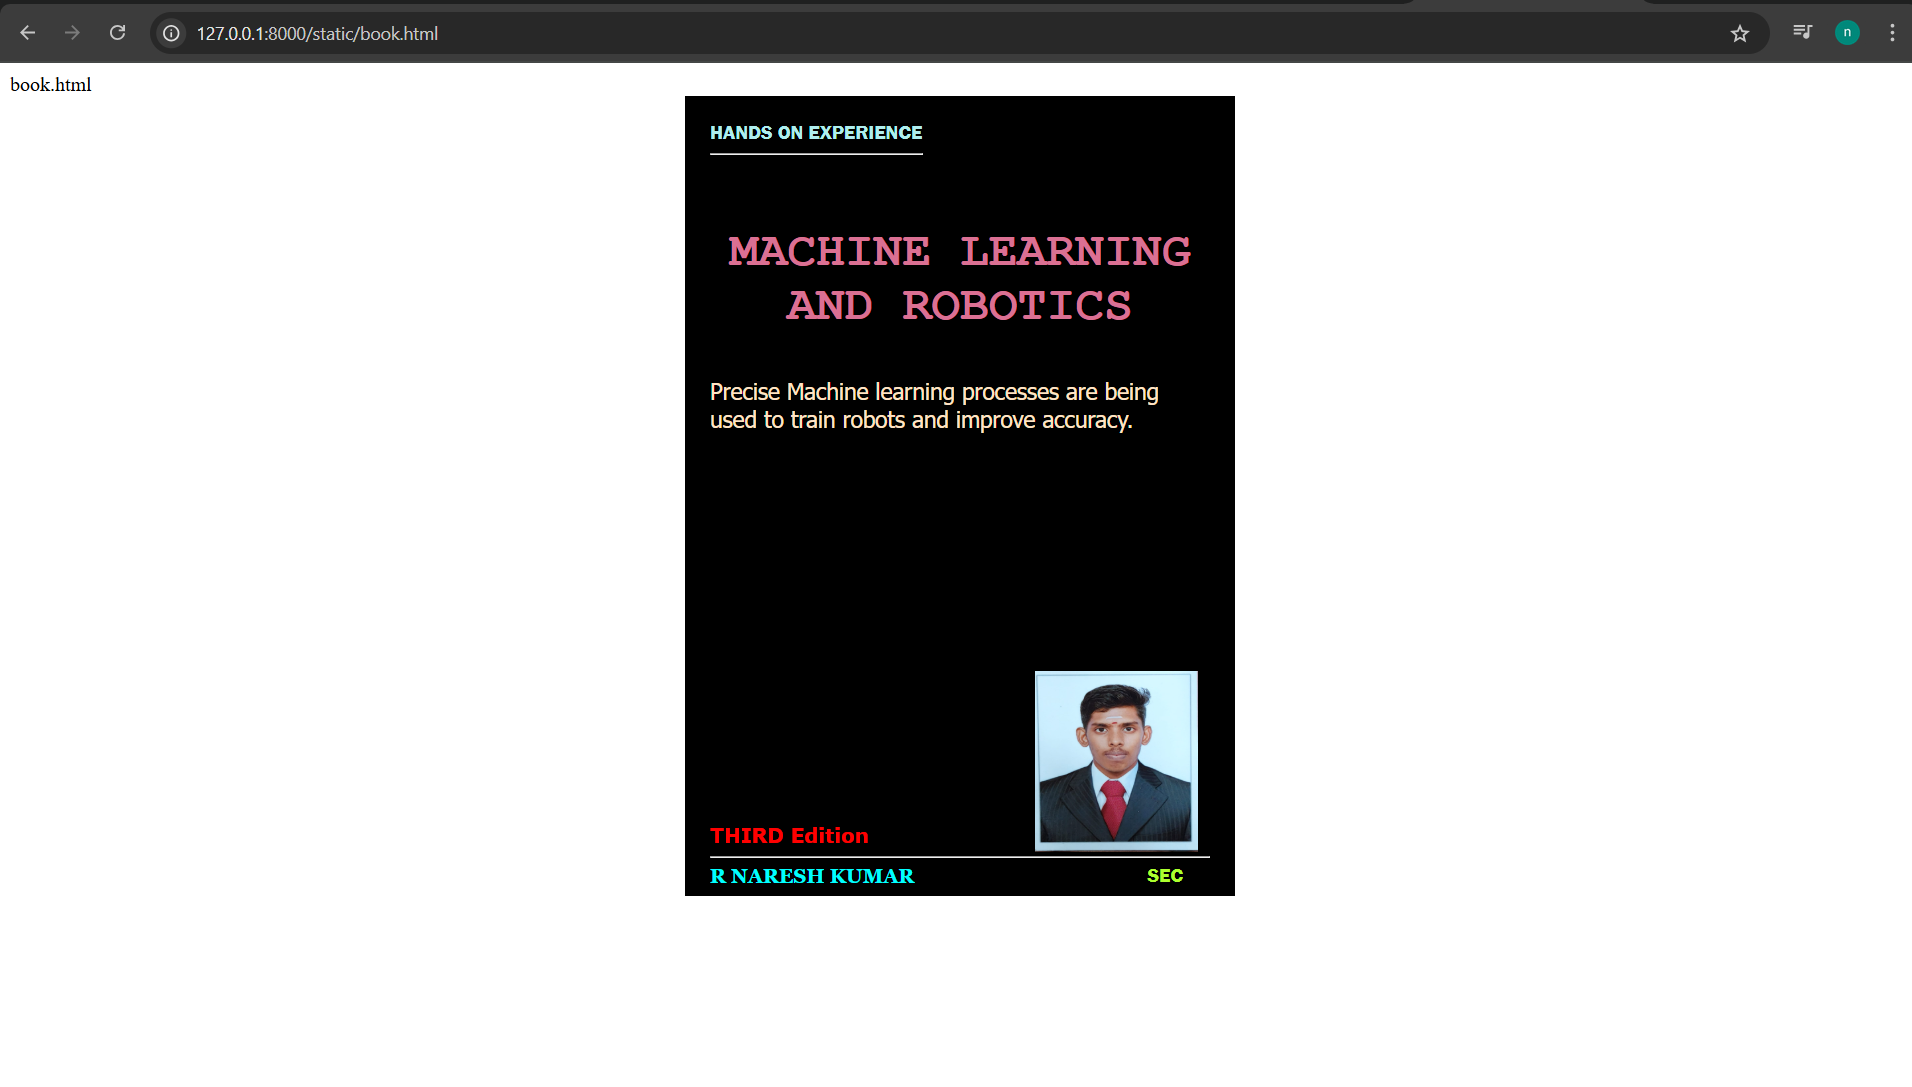 127.0.0.1:8000/static/book.html
n
book.html
HANDS ON EXPERIENCE
MACHINE LEARNING
AND ROBOTICS
Precise Machine learning processes are being
used to train robots and improve accuracy.
THIRD Edition
R NARESH KUMAR SEC